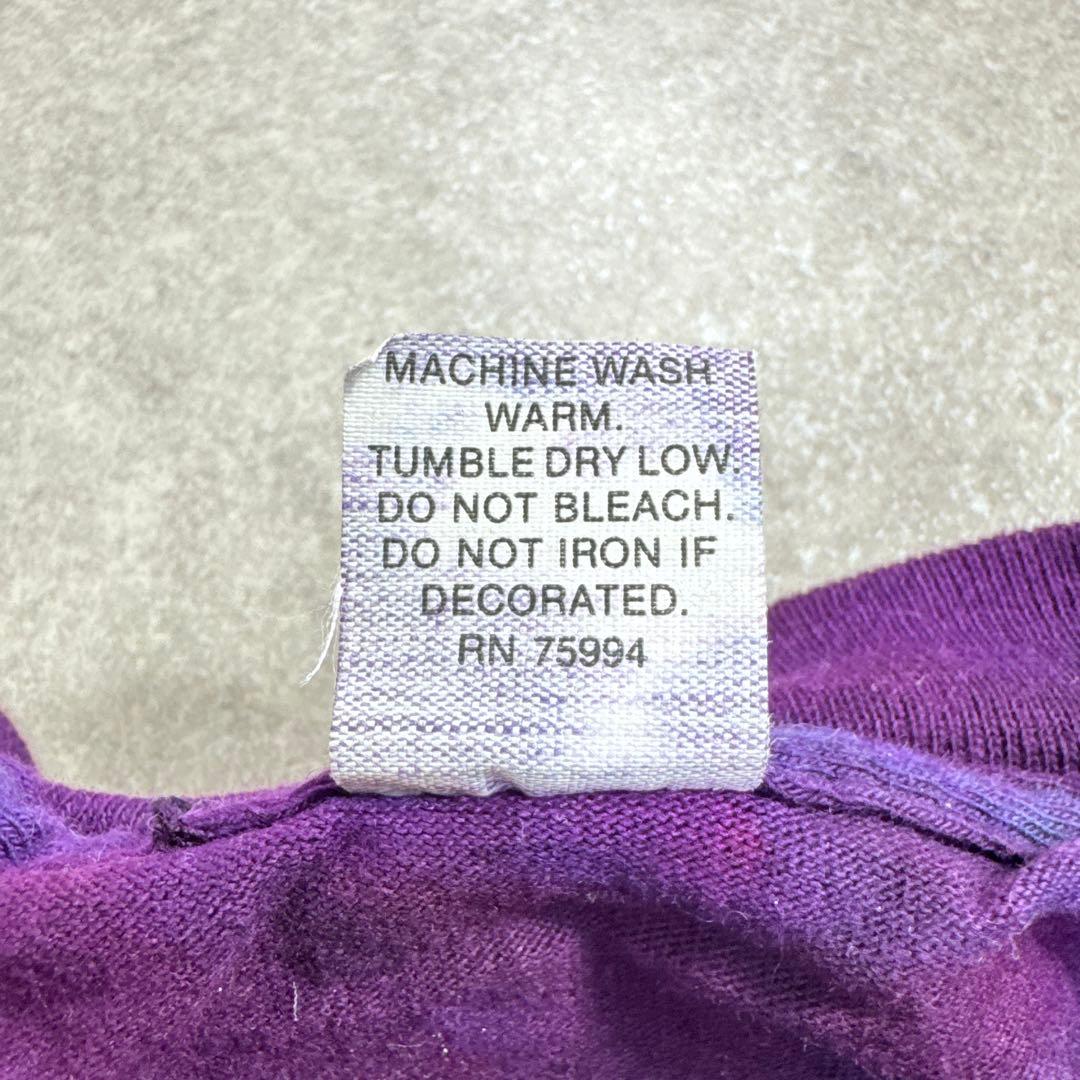 MACHINE WASH
WARM.
TUMBLE DRY LOW.
DO NOT BLEACH.
DO NOT IRON IF
DECORATED.
RN 75994